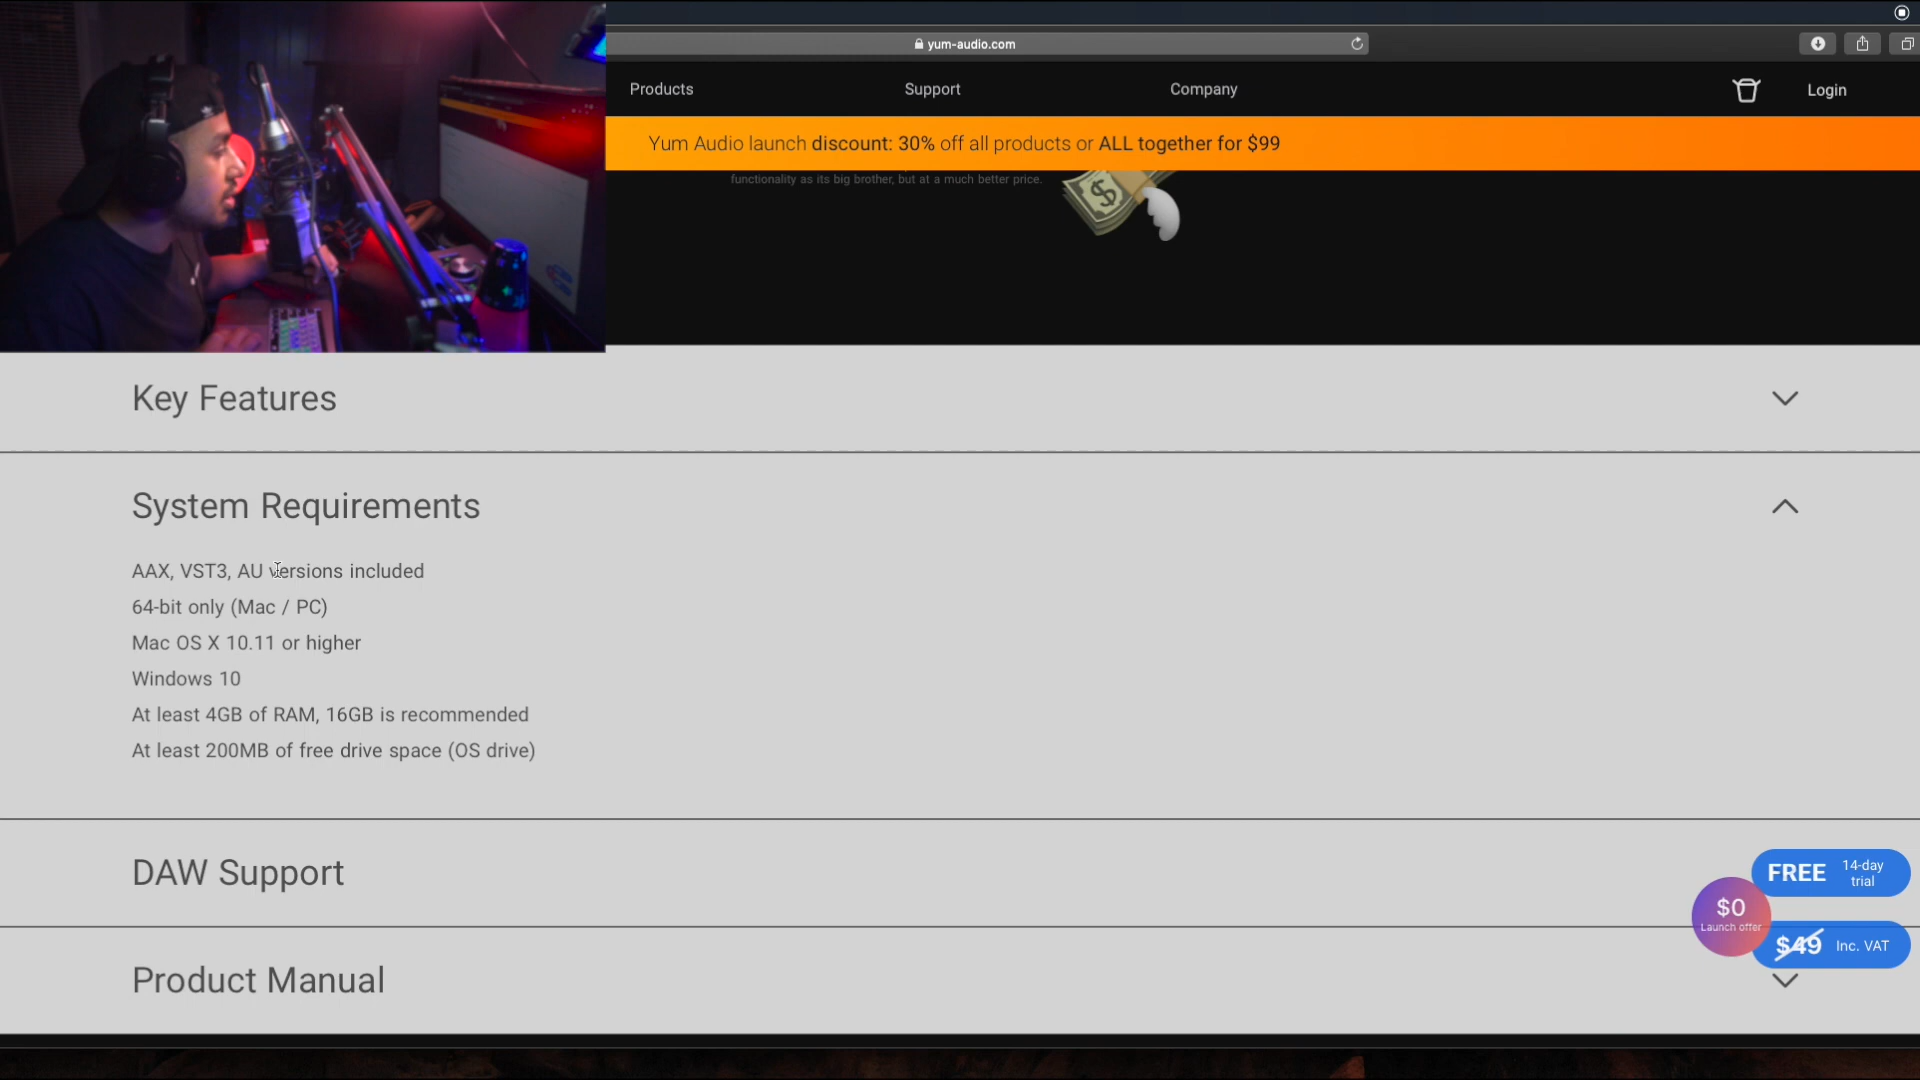 yum-audio.com
Products
Support
Company
Login
Yum Audio launch discount: 30% off all products or ALL together for $99
functionality as its big brother, but at a much better price.
Key Features
System Requirements
AAX, VST3, AU versions included
64-bit only (Mac / PC)
Mac OS X 10.11 or higher
Windows 10
At least 4GB of RAM, 16GB is recommended
At least 200MB of free drive space (OS drive)
DAW Support
FREE
14-day
trial
$0
Launch offer
$49
Inc. VAT
Product Manual